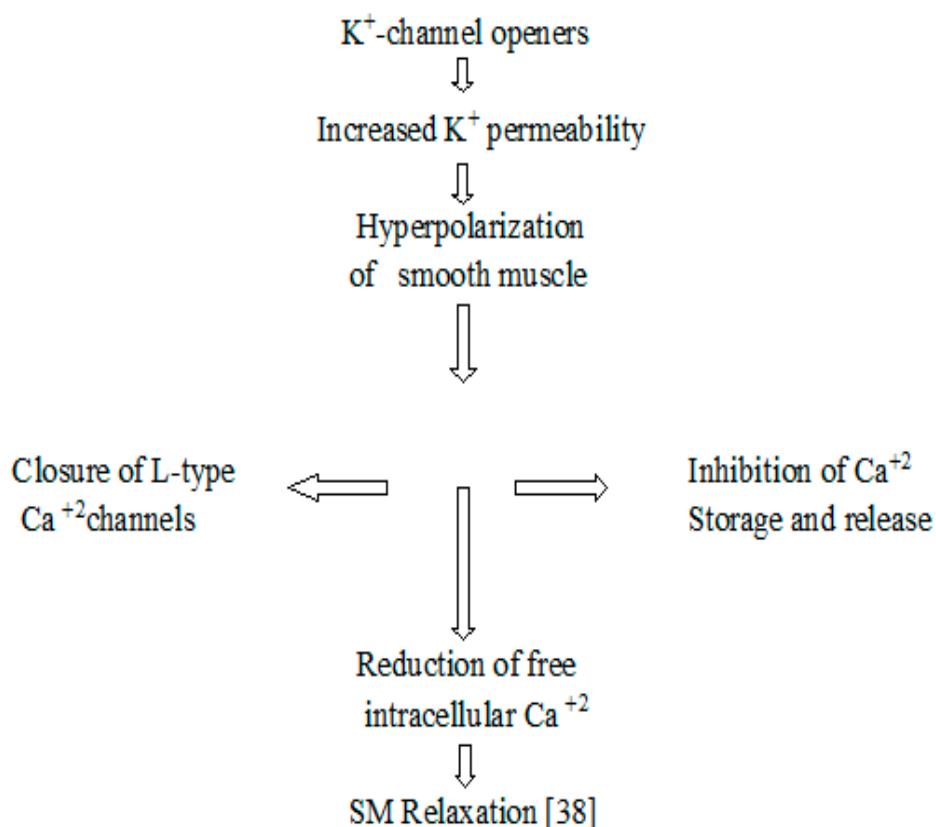 K⁺-channel openers
Increased K⁺ permeability
Hyperpolarization
of smooth muscle
Closure of L-type
Ca⁺²channels
Inhibition of Ca⁺²
Storage and release
Reduction of free
intracellular Ca⁺²
SM Relaxation [38]